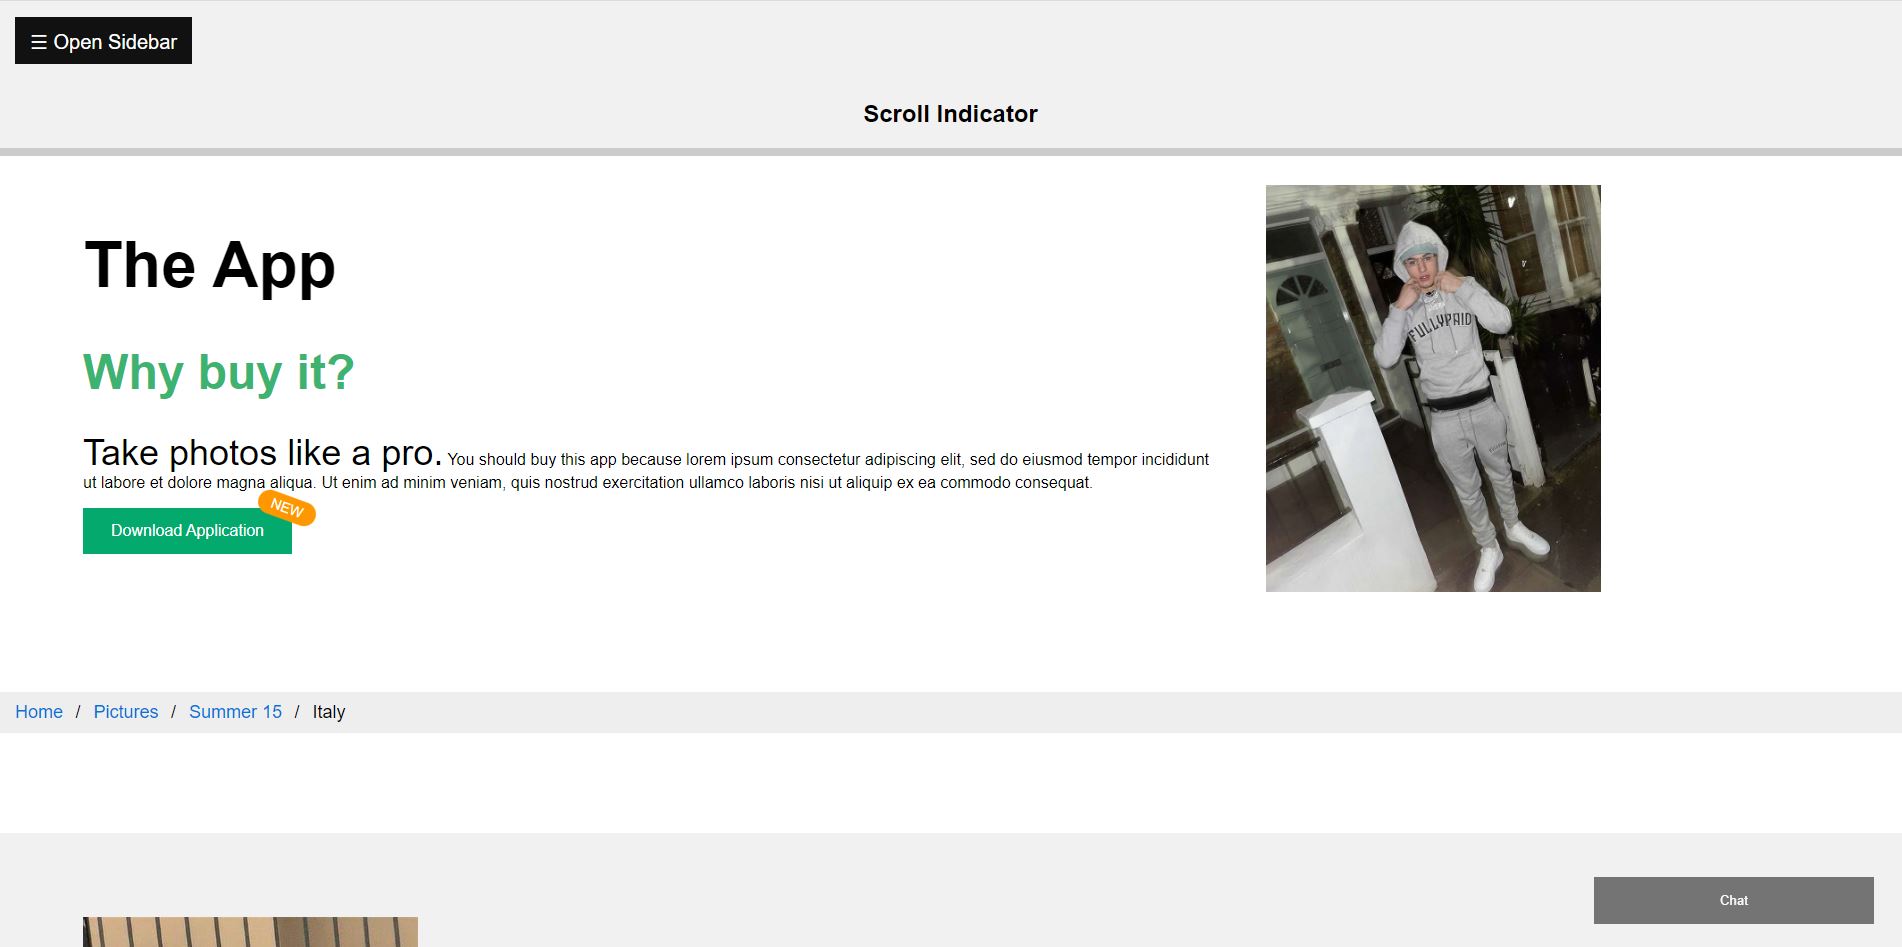 ☰ Open Sidebar
Scroll Indicator
The App
Why buy it?
Take photos like a pro. You should buy this app because lorem ipsum consectetur adipiscing elit, sed do eiusmod tempor incididunt
ut labore et dolore magna aliqua. Ut enim ad minim veniam, quis nostrud exercitation ullamco laboris nisi ut aliquip ex ea commodo consequat.
NEW
Download Application
FULLYPAID
Home / Pictures / Summer 15 / Italy
Chat